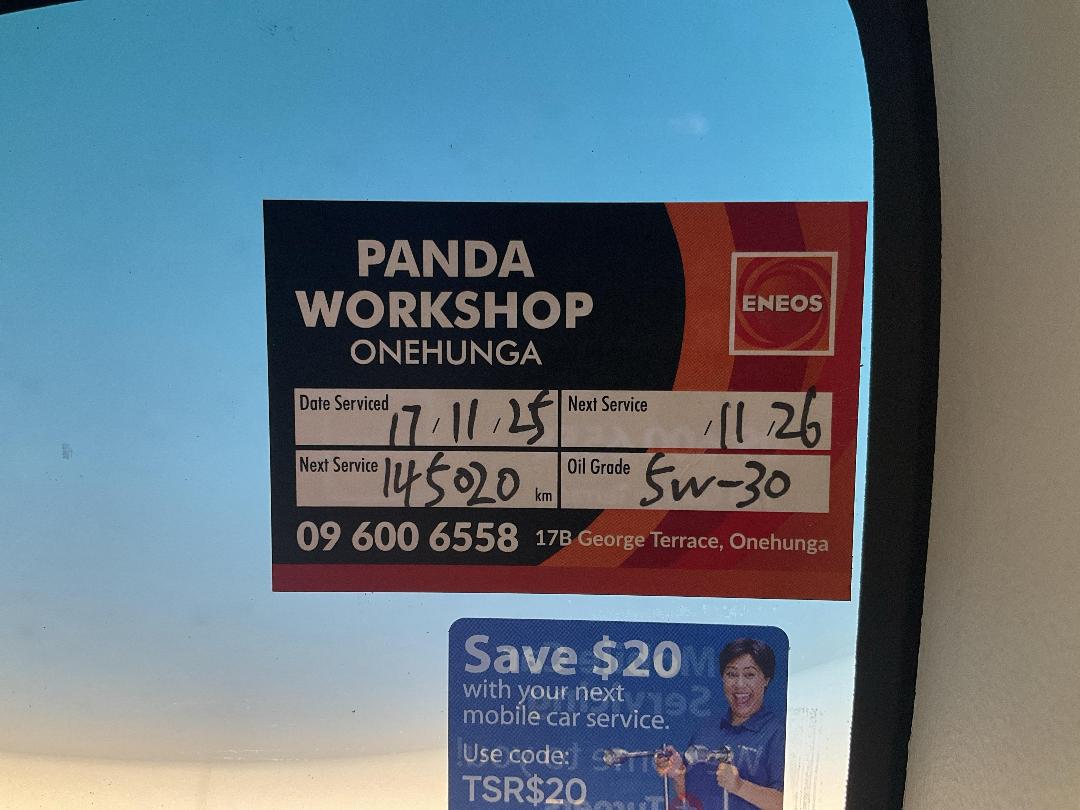 PANDA
WORKSHOP
ONEHUNGA
ENEOS
Date Serviced 17/11/25
Next Service /11/26
Next Service 145020 km
Oil Grade 5w-30
09 600 6558 17B George Terrace, Onehunga
Save $20
with your next
mobile car service.
Use code:
TSR$20